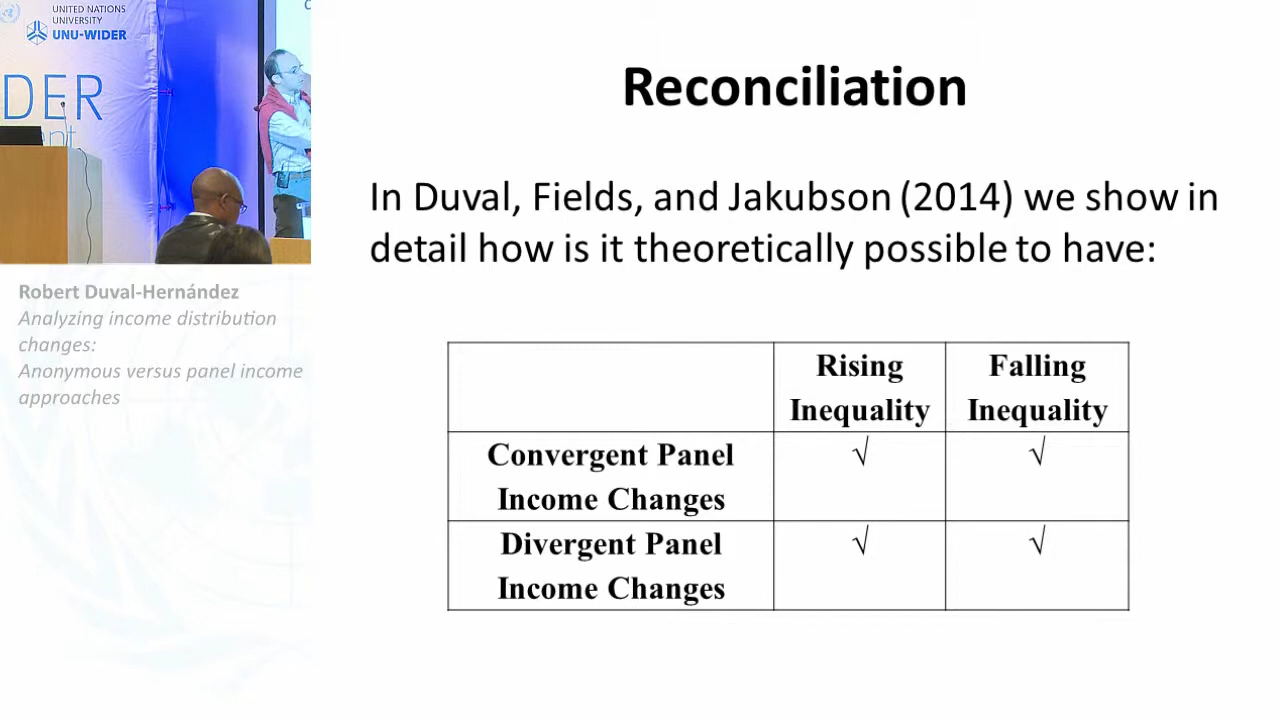 UNITED NATIONS
UNIVERSITY
UNU-WIDER
DER
Robert Duval-Hernández
Analyzing income distribution
changes:
Anonymous versus panel income
approaches
Reconciliation
In Duval, Fields, and Jakubson (2014) we show in
detail how is it theoretically possible to have:
Rising
Inequality
Falling
Inequality
Convergent Panel
Income Changes
√ √
Divergent Panel
Income Changes
√ √